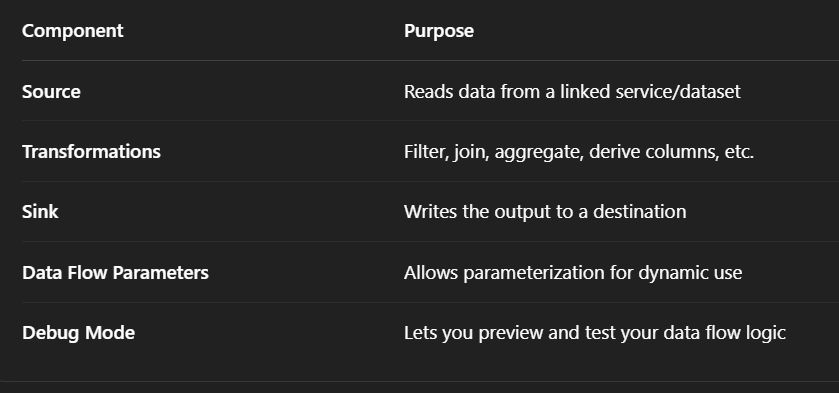 Component Purpose
Source Reads data from a linked service/dataset
Transformations Filter, join, aggregate, derive columns, etc.
Sink Writes the output to a destination
Data Flow Parameters Allows parameterization for dynamic use
Debug Mode Lets you preview and test your data flow logic